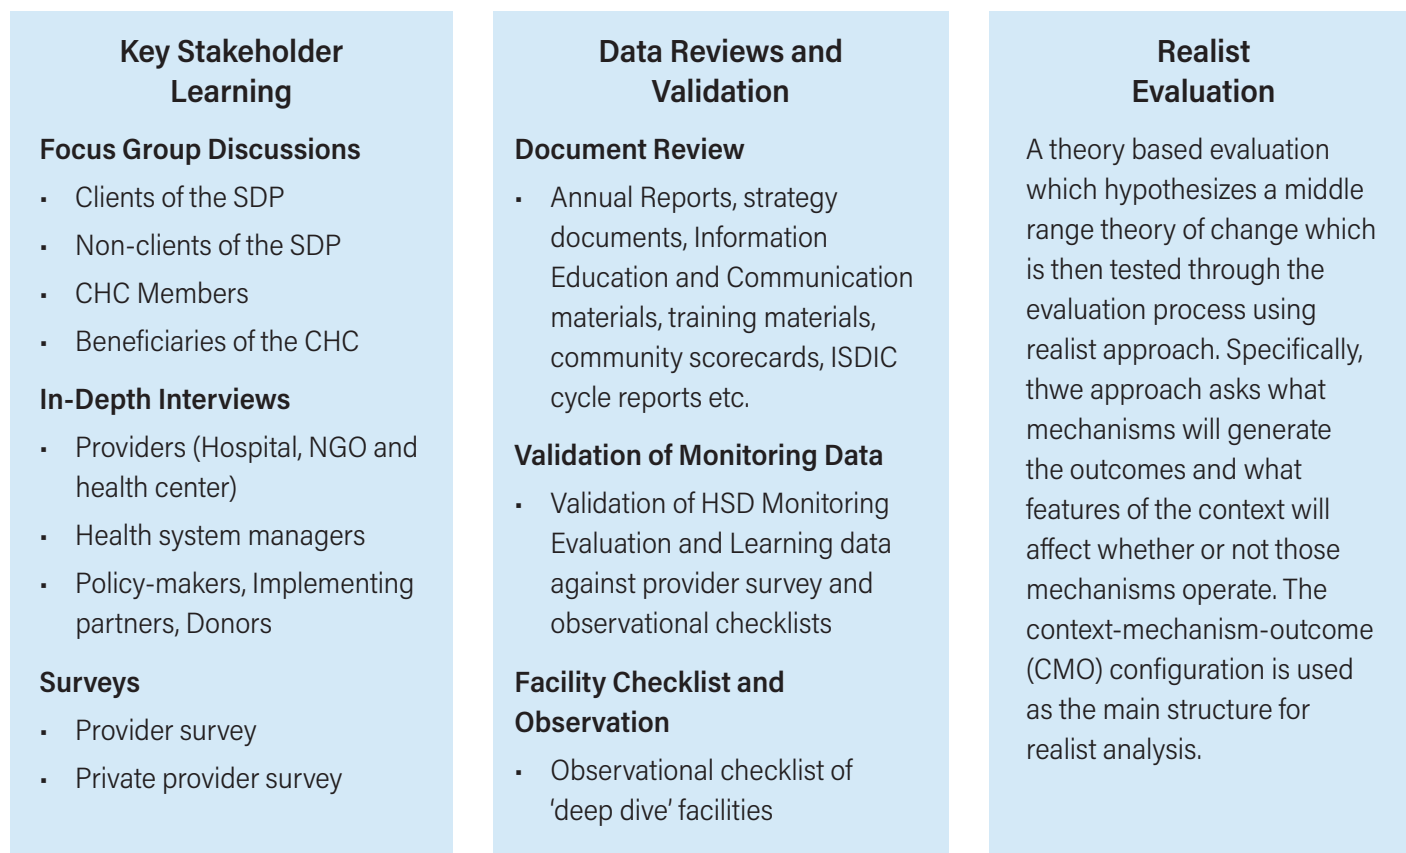 Key Stakeholder
Learning
Focus Group Discussions
• Clients of the SDP
• Non-clients of the SDP
• CHC Members
• Beneficiaries of the CHC
In-Depth Interviews
• Providers (Hospital, NGO and
health center)
• Health system managers
• Policy-makers, Implementing
partners, Donors
Surveys
• Provider survey
• Private provider survey
Data Reviews and
Validation
Document Review
• Annual Reports, strategy
documents, Information
Education and Communication
materials, training materials,
community scorecards, ISDIC
cycle reports etc.
Validation of Monitoring Data
• Validation of HSD Monitoring
Evaluation and Learning data
against provider survey and
observational checklists
Facility Checklist and
Observation
• Observational checklist of
‘deep dive’ facilities
Realist
Evaluation
A theory based evaluation
which hypothesizes a middle
range theory of change which
is then tested through the
evaluation process using
realist approach. Specifically,
thwe approach asks what
mechanisms will generate
the outcomes and what
features of the context will
affect whether or not those
mechanisms operate. The
context-mechanism-outcome
(CMO) configuration is used
as the main structure for
realist analysis.